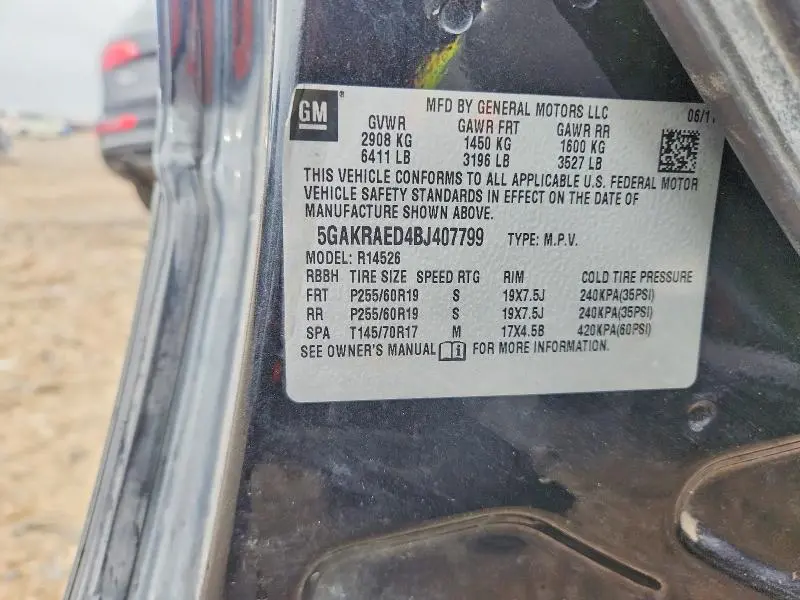 GM
MFD BY GENERAL MOTORS LLC
GVWR GAWR FRT GAWR RR
2908 KG 1450 KG 1600 KG
6411 LB 3196 LB 3527 LB
THIS VEHICLE CONFORMS TO ALL APPLICABLE U.S. FEDERAL MOTOR
VEHICLE SAFETY STANDARDS IN EFFECT ON THE DATE OF
MANUFACTURE SHOWN ABOVE.
5GAKRAED4BJ407799 TYPE: M.P.V.
MODEL: R14526
RBBH TIRE SIZE SPEED RTG RIM COLD TIRE PRESSURE
FRT P255/60R19 S 19X7.5J 240KPA(35PSI)
RR P255/60R19 S 19X7.5J 240KPA(35PSI)
SPA T145/70R17 M 17X4.5B 420KPA(60PSI)
SEE OWNER'S MANUAL FOR MORE INFORMATION.